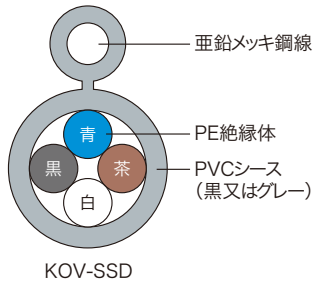 亜鉛メッキ鋼線
青
PE絶縁体
黒
茶
PVCシース
（黒又はグレー）
白
KOV-SSD